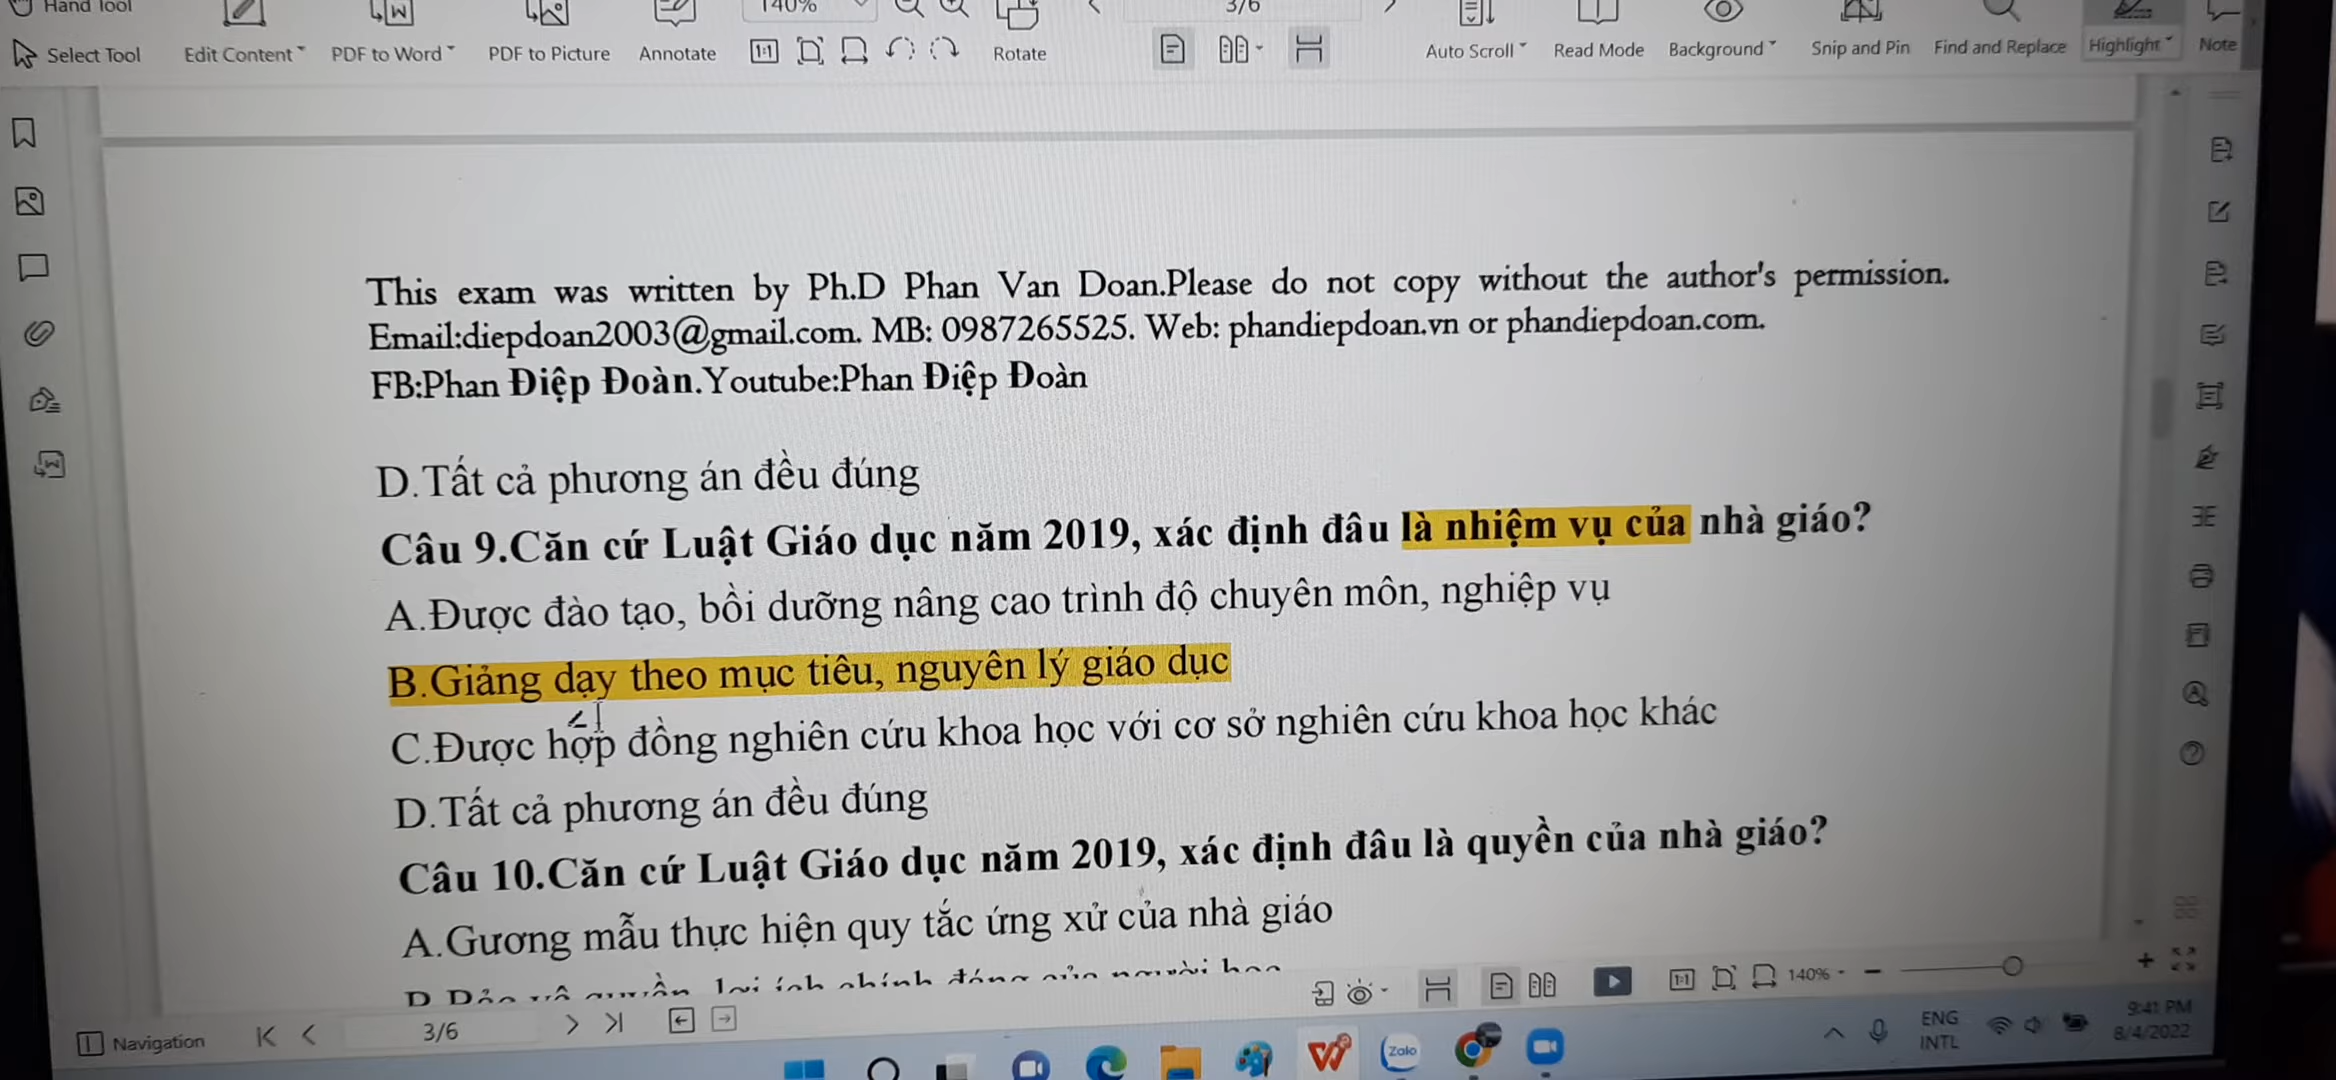 Hand Tool
140%
3/6
Select Tool
Edit Content
PDF to Word
PDF to Picture
Annotate
1:1
Rotate
Auto Scroll
Read Mode
Background
Snip and Pin
Find and Replace
Highlight
Note
This exam was written by Ph.D Phan Van Doan.Please do not copy without the author's permission.
Email:diepdoan2003@gmail.com. MB: 0987265525. Web: phandiepdoan.vn or phandiepdoan.com.
FB:Phan Điệp Đoàn.Youtube:Phan Điệp Đoàn
D.Tất cả phương án đều đúng
Câu 9.Căn cứ Luật Giáo dục năm 2019, xác định đâu là nhiệm vụ của nhà giáo?
A.Được đào tạo, bồi dưỡng nâng cao trình độ chuyên môn, nghiệp vụ
B.Giảng dạy theo mục tiêu, nguyên lý giáo dục
C.Được hợp đồng nghiên cứu khoa học với cơ sở nghiên cứu khoa học khác
D.Tất cả phương án đều đúng
Câu 10.Căn cứ Luật Giáo dục năm 2019, xác định đâu là quyền của nhà giáo?
A.Gương mẫu thực hiện quy tắc ứng xử của nhà giáo
1:1
140%
Navigation
3/6
Zalo
ENG
INTL
9:41 PM
8/4/2022